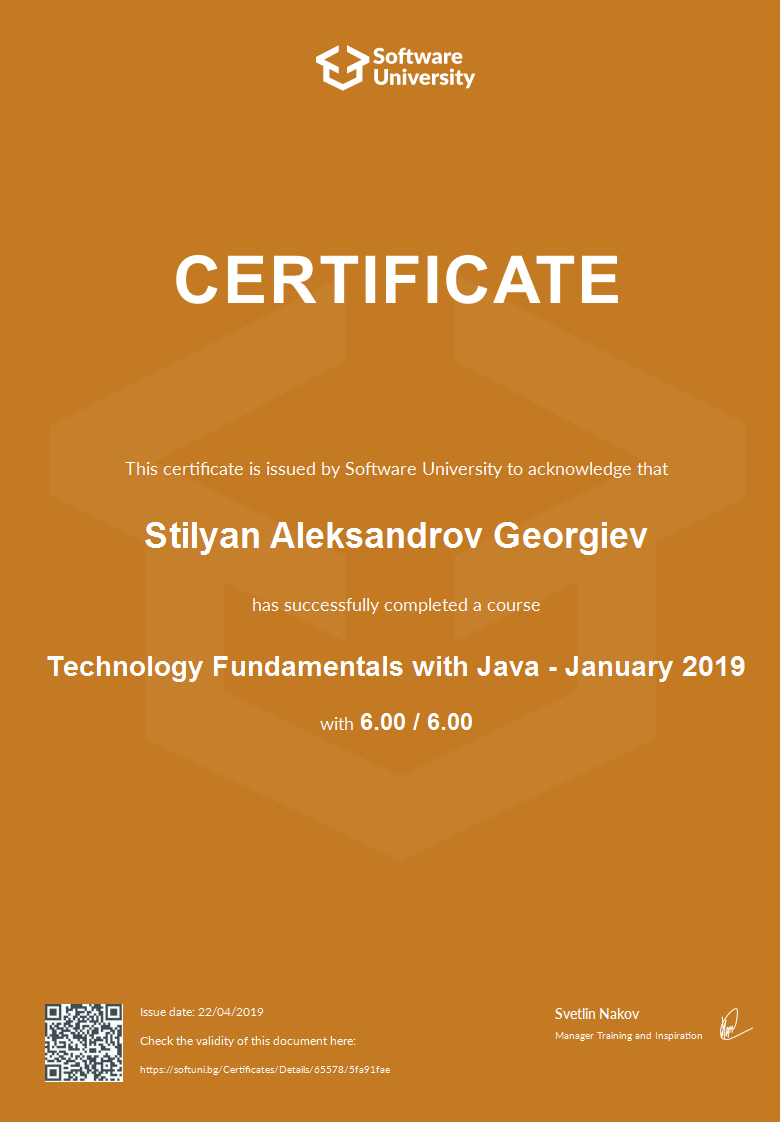 Software
University
CERTIFICATE
This certificate is issued by Software University to acknowledge that
Stilyan Aleksandrov Georgiev
has successfully completed a course
Technology Fundamentals with Java - January 2019
with 6.00 / 6.00
Issue date: 22/04/2019
Check the validity of this document here:
https://softuni.bg/Certificates/Details/65578/5fa91fae
Svetlin Nakov
Manager Training and Inspiration